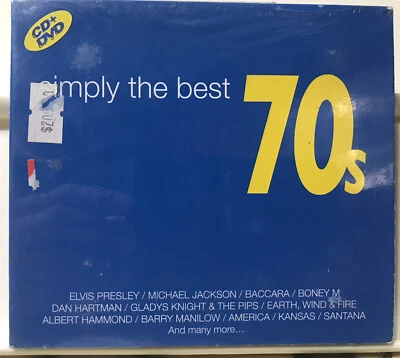 CD+
DVD
simply the best
70s
ELVIS PRESLEY / MICHAEL JACKSON / BACCARA / BONEY M
DAN HARTMAN / GLADYS KNIGHT & THE PIPS / EARTH, WIND & FIRE
ALBERT HAMMOND / BARRY MANILOW / AMERICA / KANSAS / SANTANA
And many more...